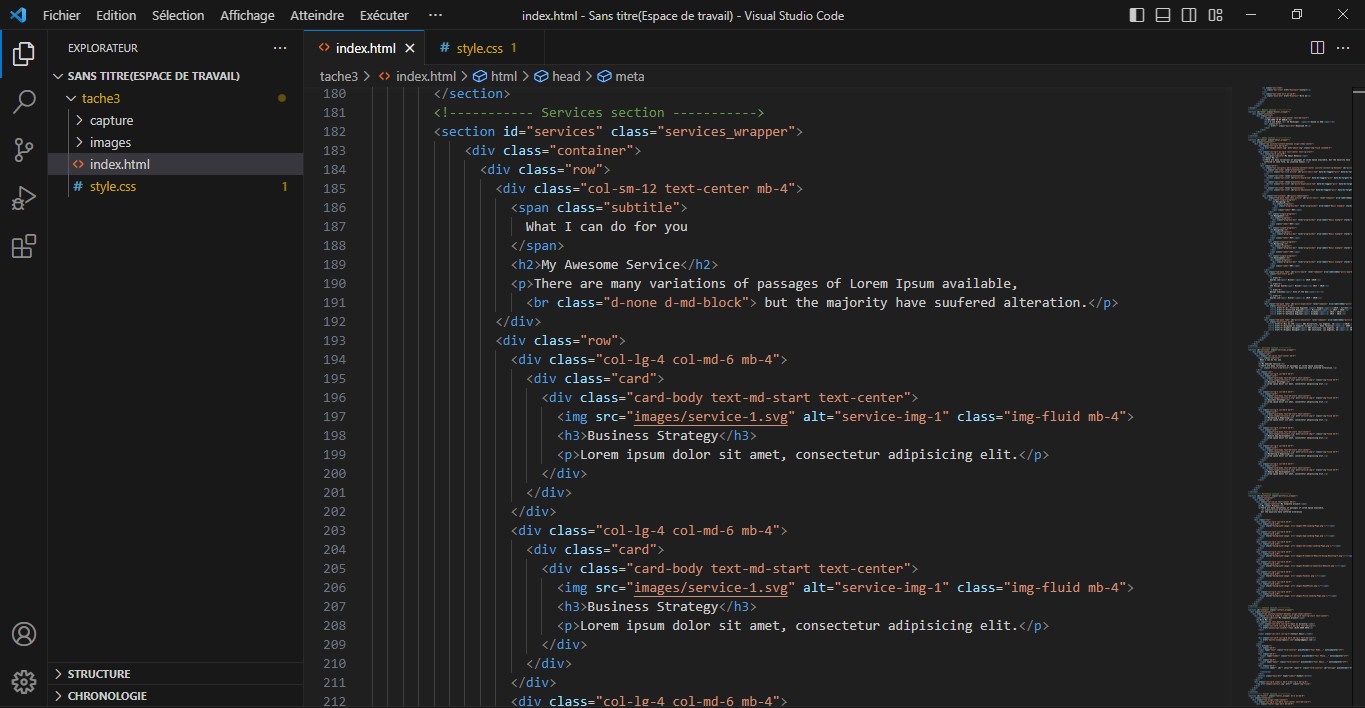 Fichier Edition Sélection Affichage Atteindre Exécuter ··· index.html - Sans titre(Espace de travail) - Visual Studio Code
EXPLORATEUR ···
SANS TITRE(ESPACE DE TRAVAIL)
tache3
capture
images
<> index.html
# style.css 1
STRUCTURE
CHRONOLOGIE
<> index.html × # style.css 1
tache3 > <> index.html > html > head > meta
180 </section>
181 <!----------- Services section ----------->
182 <section id="services" class="services_wrapper">
183 <div class="container">
184 <div class="row">
185 <div class="col-sm-12 text-center mb-4">
186 <span class="subtitle">
187 What I can do for you
188 </span>
189 <h2>My Awesome Service</h2>
190 <p>There are many variations of passages of Lorem Ipsum available,
191 <br class="d-none d-md-block"> but the majority have suufered alteration.</p>
192 </div>
193 <div class="row">
194 <div class="col-lg-4 col-md-6 mb-4">
195 <div class="card">
196 <div class="card-body text-md-start text-center">
197 <img src="images/service-1.svg" alt="service-img-1" class="img-fluid mb-4">
198 <h3>Business Strategy</h3>
199 <p>Lorem ipsum dolor sit amet, consectetur adipisicing elit.</p>
200 </div>
201 </div>
202 </div>
203 <div class="col-lg-4 col-md-6 mb-4">
204 <div class="card">
205 <div class="card-body text-md-start text-center">
206 <img src="images/service-1.svg" alt="service-img-1" class="img-fluid mb-4">
207 <h3>Business Strategy</h3>
208 <p>Lorem ipsum dolor sit amet, consectetur adipisicing elit.</p>
209 </div>
210 </div>
211 </div>
212 <div class="col-lg-4 col-md-6 mb-4">